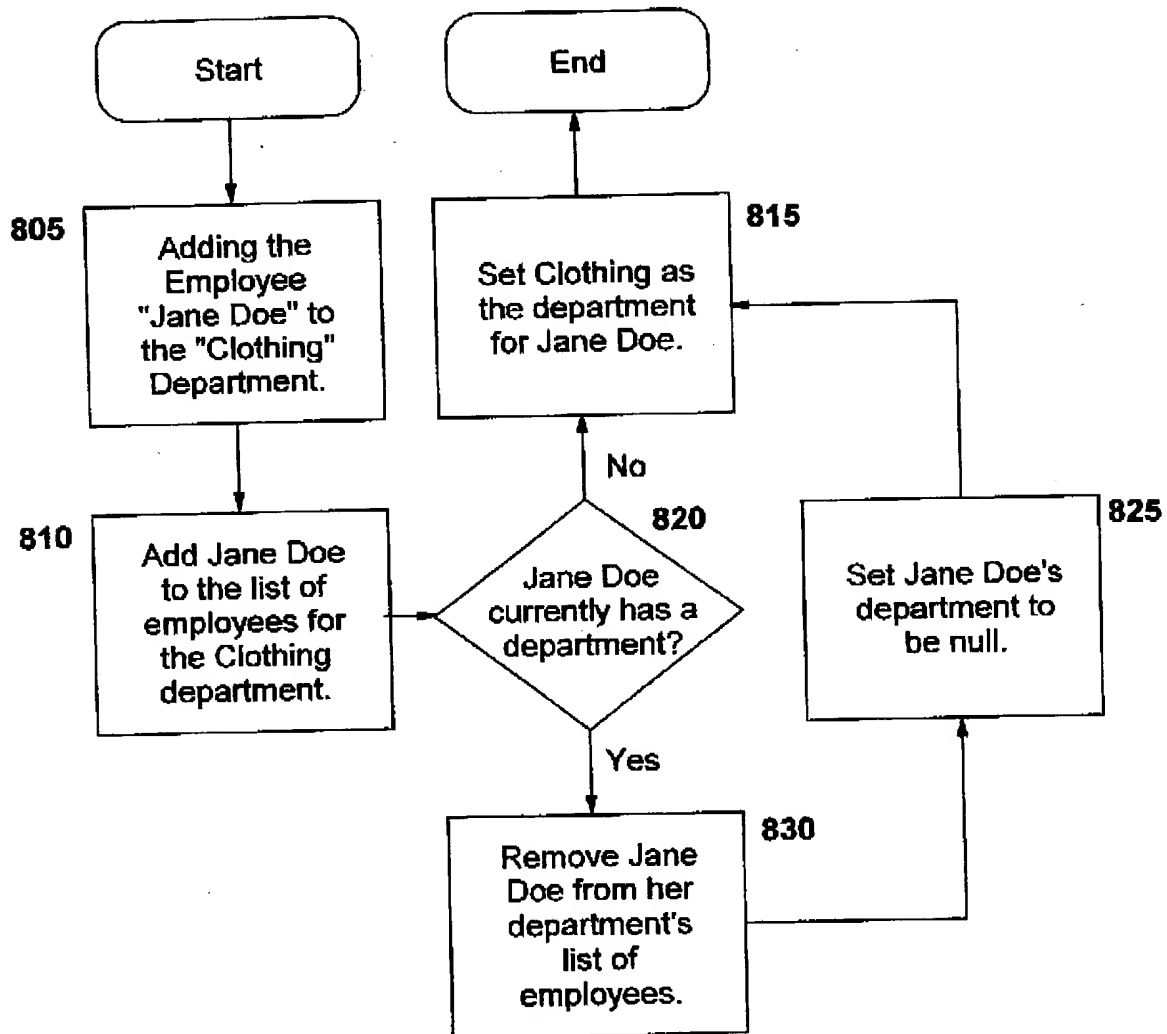 Start
End
805
Adding the
Employee
"Jane Doe" to
the "Clothing"
Department.
815
Set Clothing as
the department
for Jane Doe.
No
810
Add Jane Doe
to the list of
employees for
the Clothing
department.
820
Jane Doe
currently has a
department?
825
Set Jane Doe's
department to
be null.
Yes
830
Remove Jane
Doe from her
department's
list of
employees.